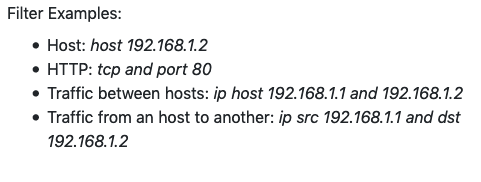 Filter Examples:
• Host: host 192.168.1.2
• HTTP: tcp and port 80
• Traffic between hosts: ip host 192.168.1.1 and 192.168.1.2
• Traffic from an host to another: ip src 192.168.1.1 and dst
192.168.1.2